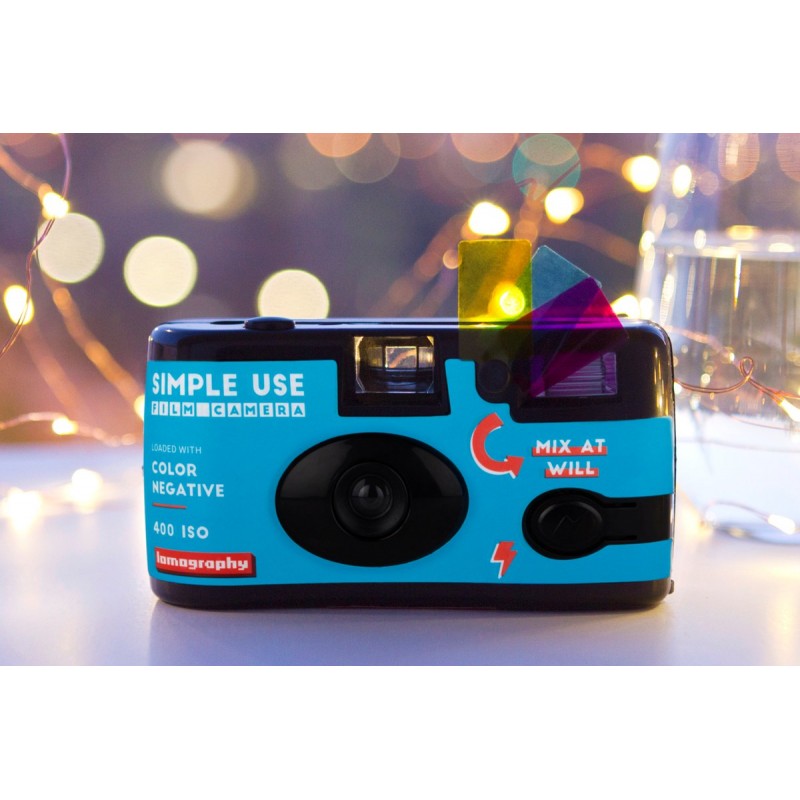 SIMPLE USE
FILM CAMERA
LOADED WITH
COLOR
NEGATIVE
400 ISO
lomography
MIX AT
WILL